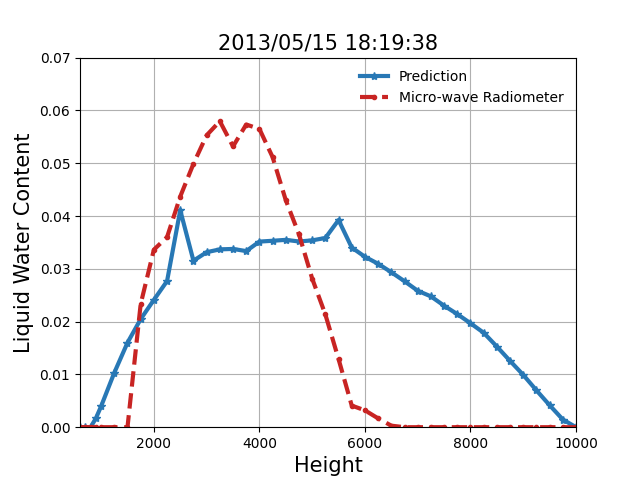 2013/05/15 18:19:38
0.07
0.06
0.05
0.04
0.03
0.02
0.01
0.00
Liquid Water Content
Prediction
Micro-wave Radiometer
2000 4000 6000 8000 10000
Height